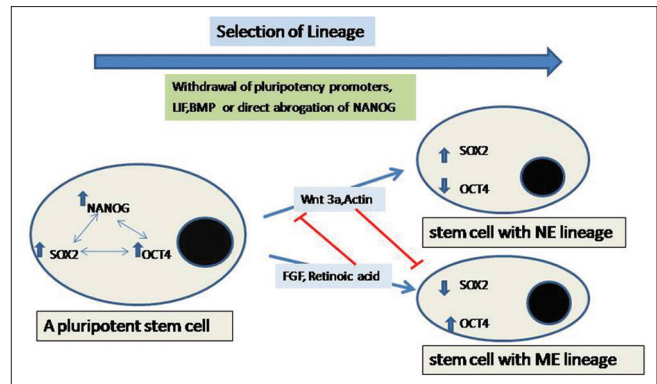 Selection of Lineage
Withdrawal of pluripotency promoters,
LIF,BMP or direct abrogation of NANOG
SOX2
OCT4
stem cell with NE lineage
Wnt 3a,Actin
NANOG
SOX2
OCT4
FGF, Retinoic acid
A pluripotent stem cell
SOX2
OCT4
stem cell with ME lineage